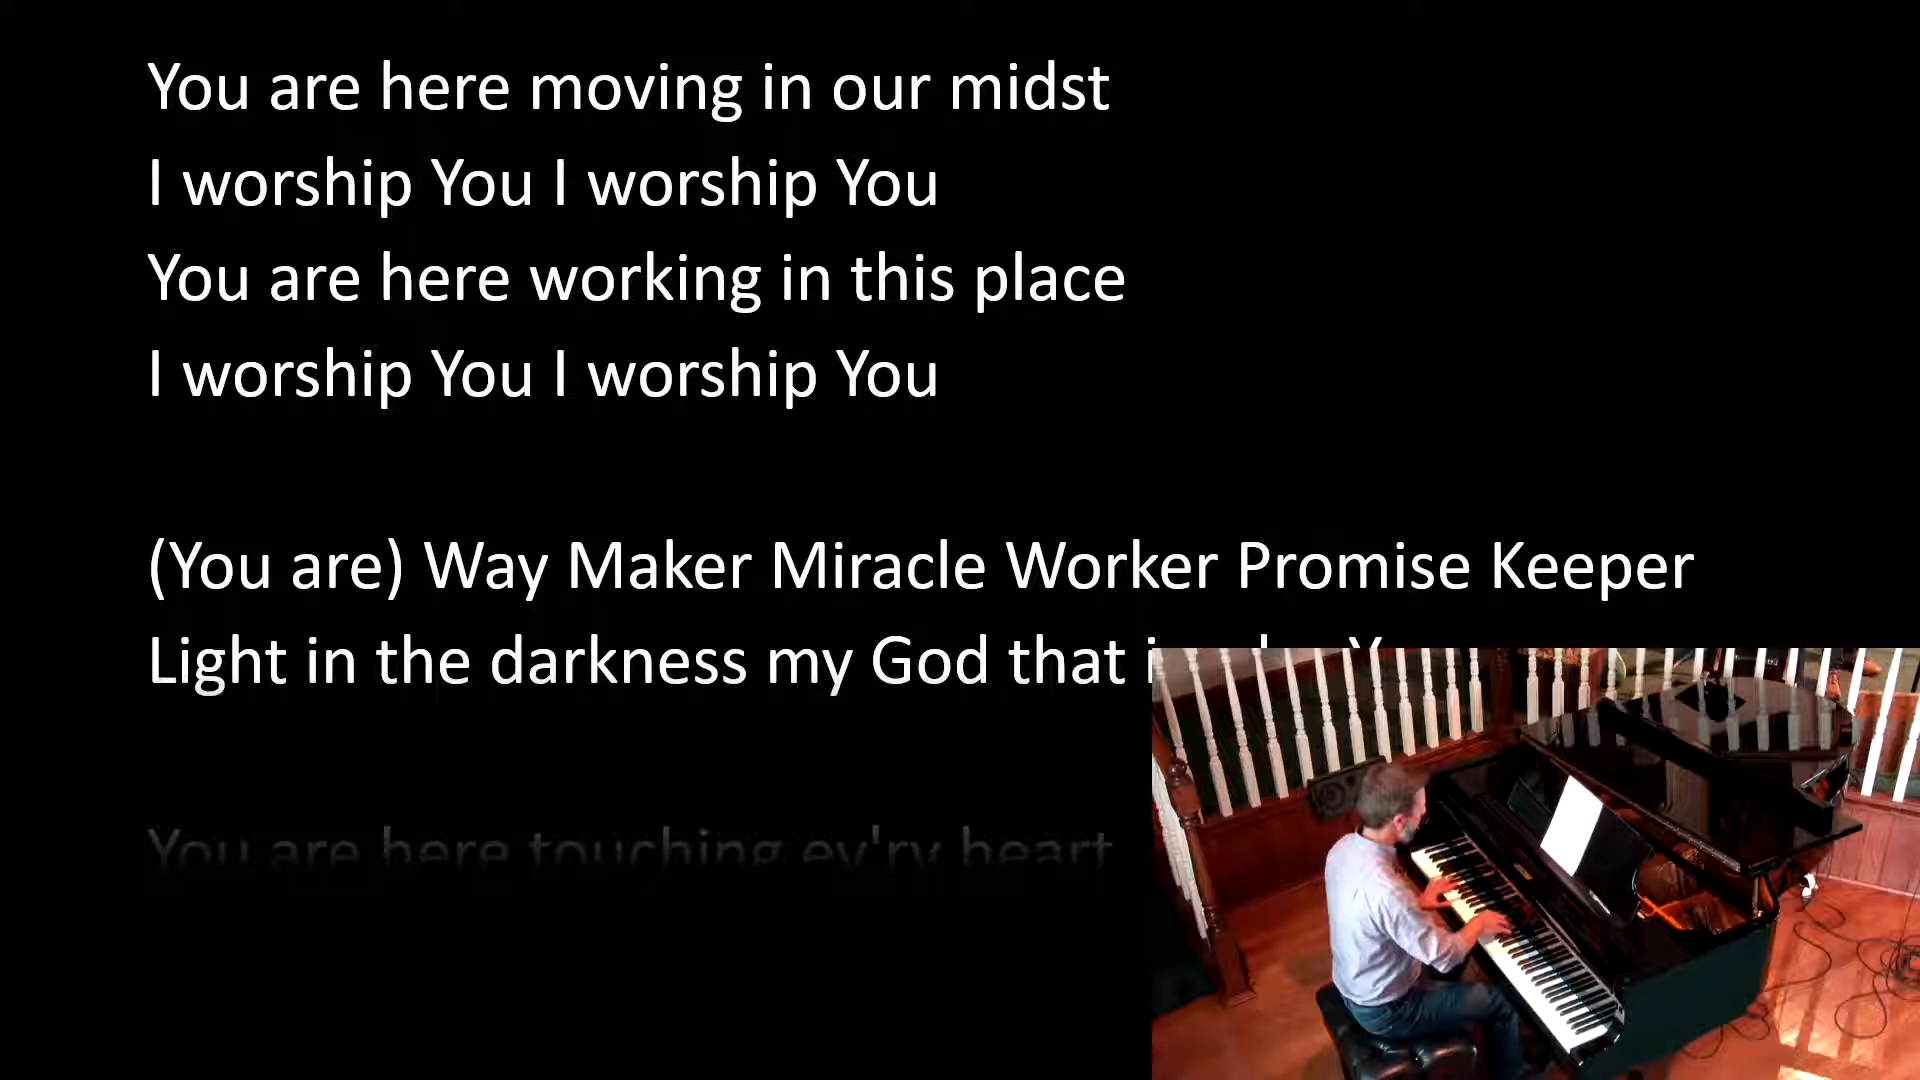 You are here moving in our midst
I worship You I worship You
You are here working in this place
I worship You I worship You
(You are) Way Maker Miracle Worker Promise Keeper
Light in the darkness my God that
You are here touching ev'ry heart